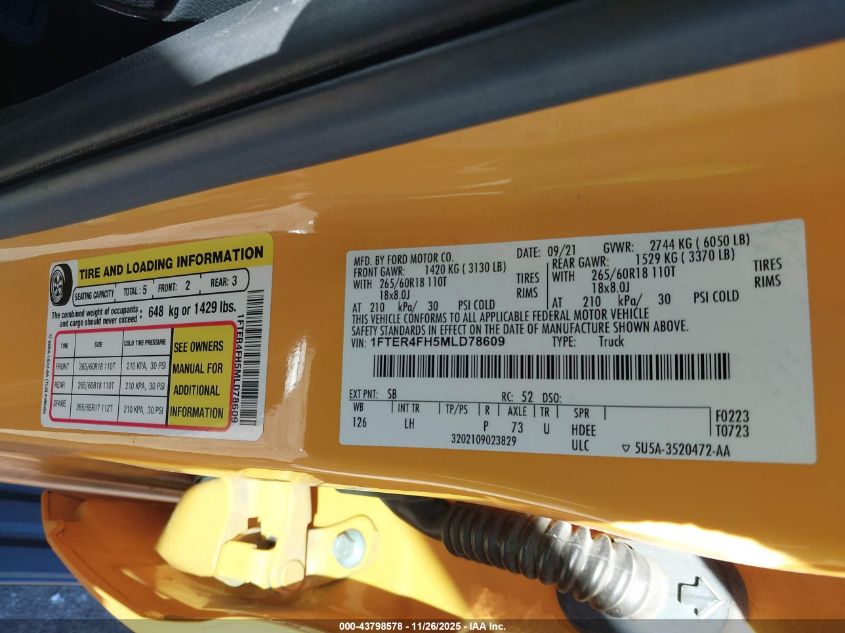 TIRE AND LOADING INFORMATION
SEATING CAPACITY TOTAL: 5 FRONT: 2 REAR: 3
The combined weight of occupants and cargo should never exceed: 648 kg or 1429 lbs.
TIRE SIZE COLD TIRE PRESSURE
FRONT 265/60R18 110T 210 KPA, 30 PSI
REAR 265/60R18 110T 210 KPA, 30 PSI
SPARE 265/65R17 112T 210 KPA, 30 PSI
SEE OWNERS
MANUAL FOR
ADDITIONAL
INFORMATION
1FTER4FH5MLD78609
MFD. BY FORD MOTOR CO. DATE: 09/21 GVWR: 2744 KG ( 6050 LB)
FRONT GAWR: 1420 KG ( 3130 LB) REAR GAWR: 1529 KG ( 3370 LB)
WITH 265/60R18 110T TIRES WITH 265/60R18 110T TIRES
18x8.0J RIMS 18x8.0J RIMS
AT 210 kPa/ 30 PSI COLD AT 210 kPa/ 30 PSI COLD
THIS VEHICLE CONFORMS TO ALL APPLICABLE FEDERAL MOTOR VEHICLE
SAFETY STANDARDS IN EFFECT ON THE DATE OF MANUFACTURE SHOWN ABOVE.
VIN: 1FTER4FH5MLD78609 TYPE: Truck
EXT PNT: SB RC: 52 DSO:
WB INT TR TP/PS R AXLE TR SPR F0223
126 LH P 73 U HDEE T0723
3202109023829 ULC 5U5A-3520472-AA
000-43798578 - 11/26/2025 - IAA Inc.